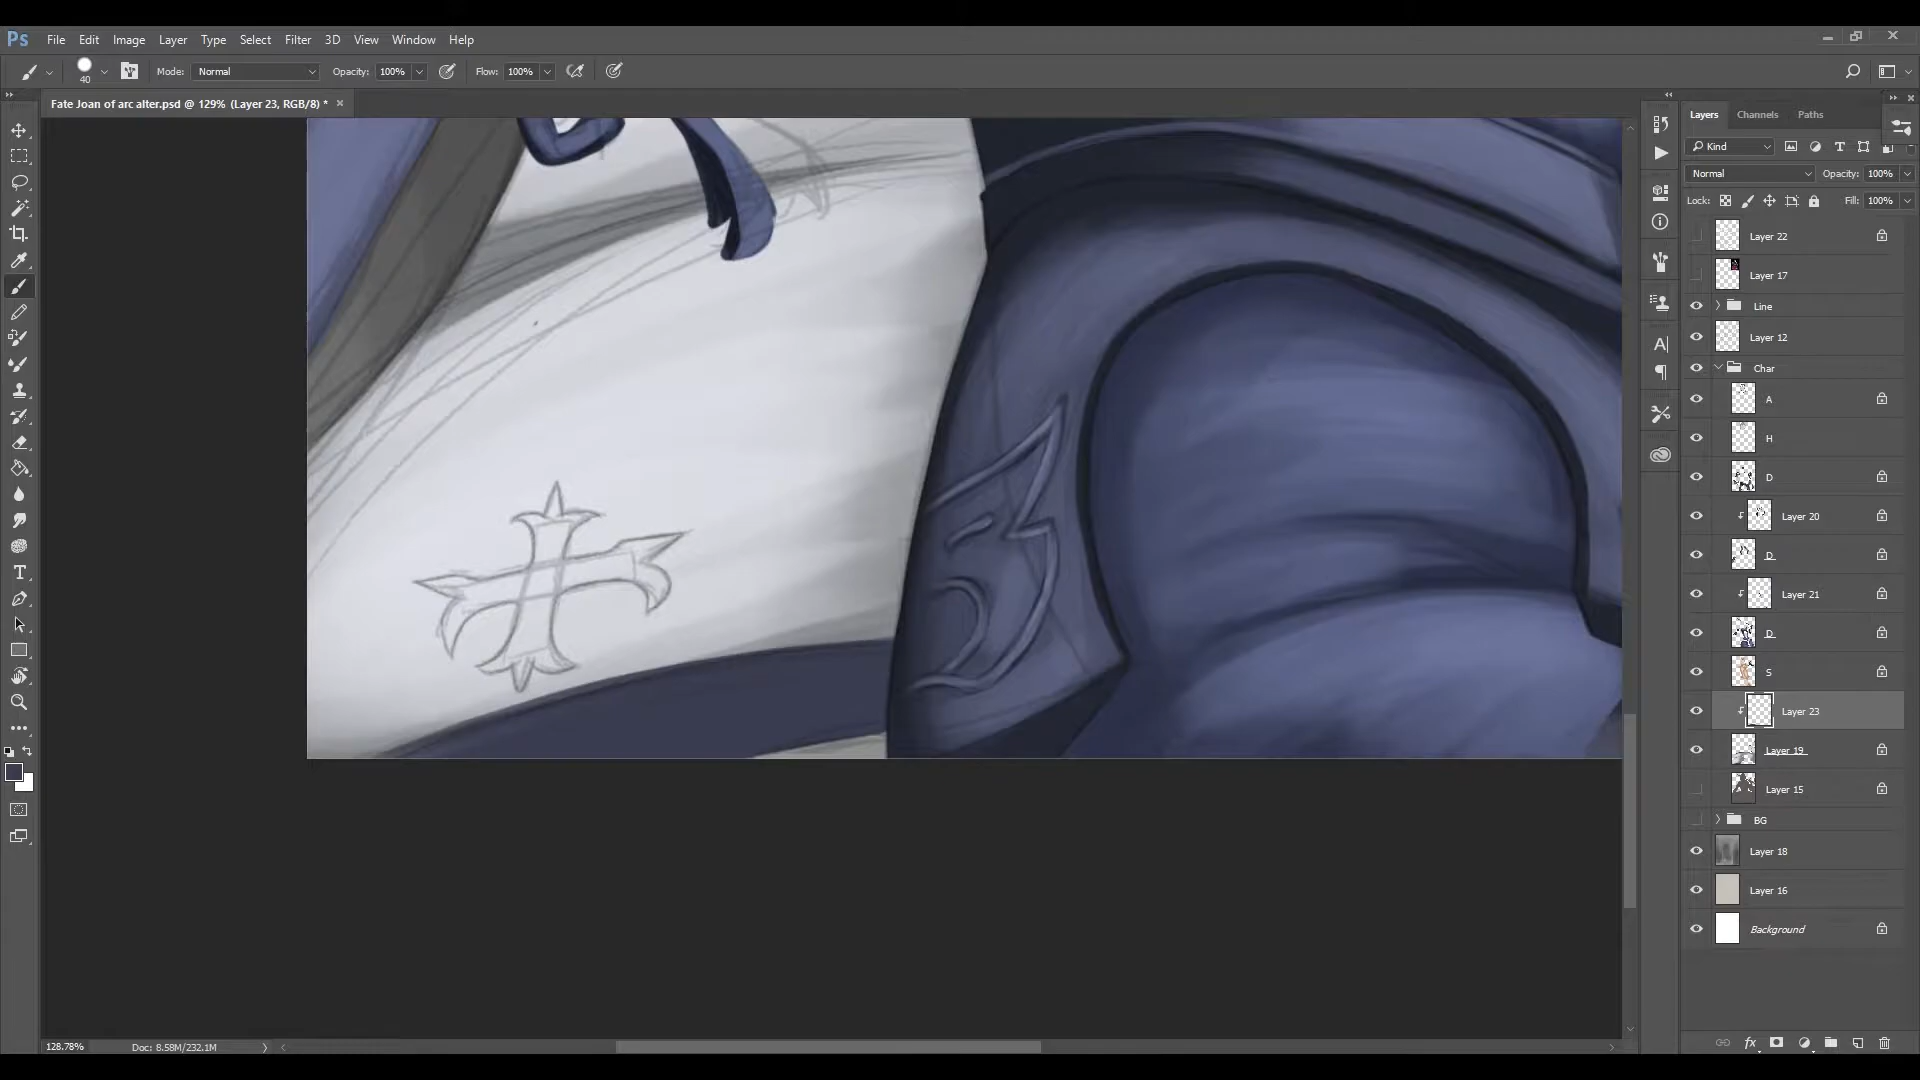 Ps File Edit Image Layer Type Select Filter 3D View Window Help
40 Mode: Normal Opacity: 100% Flow: 100%
Fate Joan of arc alter.psd @ 129% (Layer 23, RGB/8) * ×
Layers Channels Paths
Kind
Normal Opacity: 100%
Lock: Fill: 100%
Layer 22
Layer 17
Line
Layer 12
Char
A
H
D
Layer 20
D
Layer 21
D
S
Layer 23
Layer 19
Layer 15
BG
Layer 18
Layer 16
Background
128.78% Doc: 8.58M/232.1M